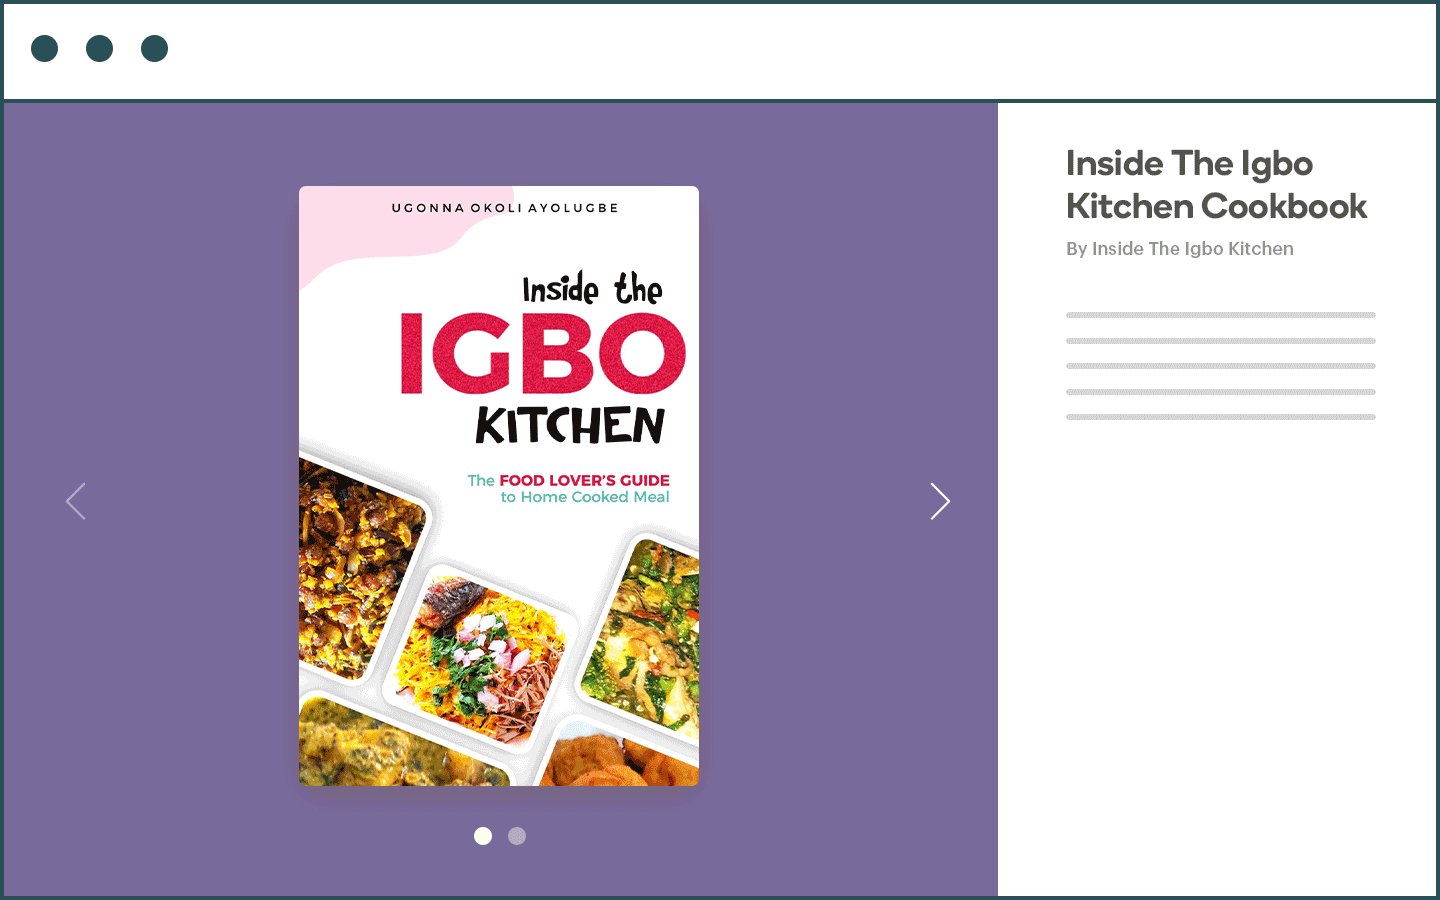 UGONNA OKOLI AYOLUGBE
Inside the
IGBO
KITCHEN
The FOOD LOVER'S GUIDE
to Home Cooked Meal
Inside The Igbo
Kitchen Cookbook
By Inside The Igbo Kitchen